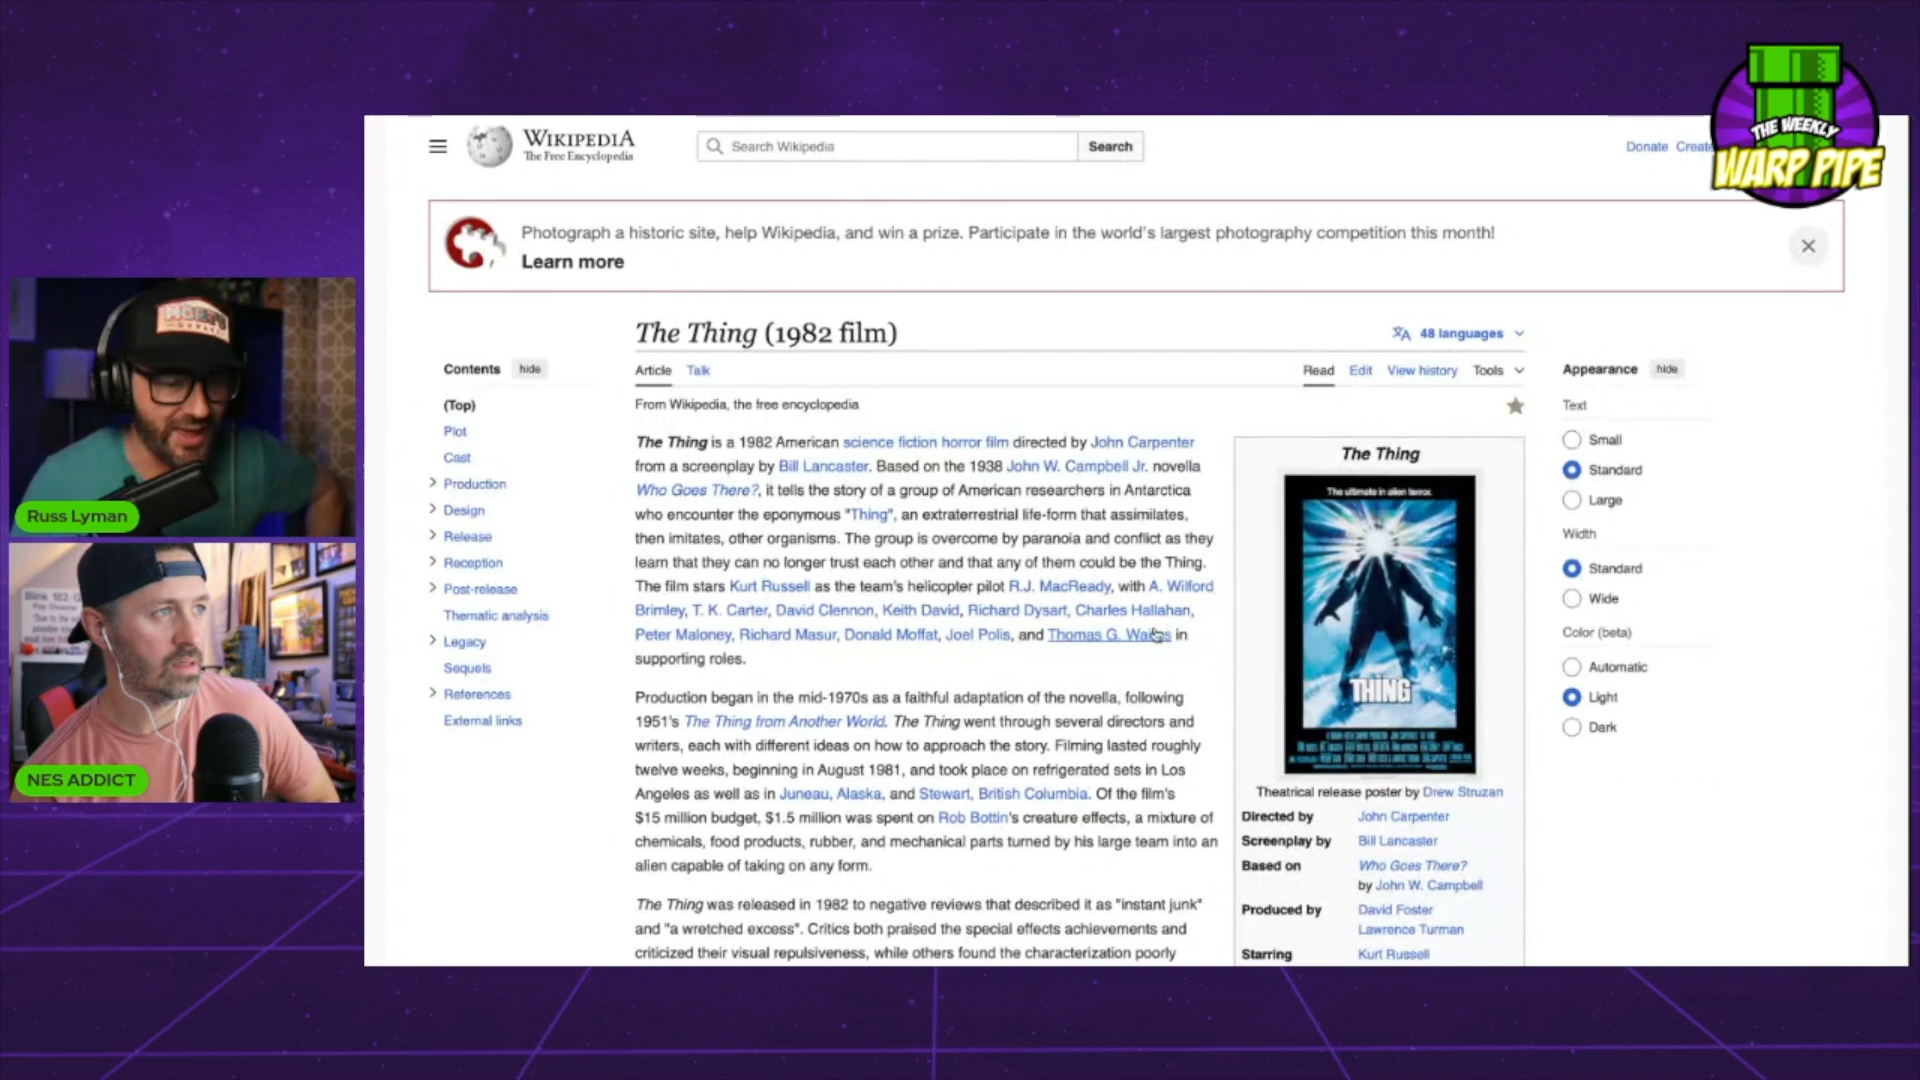 THE WEEKLY
WARP PIPE
WIKIPEDIA
The Free Encyclopedia
Search Wikipedia
Search
Donate Create
Photograph a historic site, help Wikipedia, and win a prize. Participate in the world's largest photography competition this month!
Learn more
The Thing (1982 film)
48 languages
Contents hide
Article Talk
Read Edit View history Tools
Appearance hide
(Top)
Plot
Cast
Production
Design
Release
Reception
Post-release
Thematic analysis
Legacy
Sequels
References
External links
From Wikipedia, the free encyclopedia
The Thing is a 1982 American science fiction horror film directed by John Carpenter
from a screenplay by Bill Lancaster. Based on the 1938 John W. Campbell Jr. novella
Who Goes There?, it tells the story of a group of American researchers in Antarctica
who encounter the eponymous "Thing", an extraterrestrial life-form that assimilates,
then imitates, other organisms. The group is overcome by paranoia and conflict as they
learn that they can no longer trust each other and that any of them could be the Thing.
The film stars Kurt Russell as the team's helicopter pilot R.J. MacReady, with A. Wilford
Brimley, T. K. Carter, David Clennon, Keith David, Richard Dysart, Charles Hallahan,
Peter Maloney, Richard Masur, Donald Moffat, Joel Polis, and Thomas G. Waites in
supporting roles.
Production began in the mid-1970s as a faithful adaptation of the novella, following
1951's The Thing from Another World. The Thing went through several directors and
writers, each with different ideas on how to approach the story. Filming lasted roughly
twelve weeks, beginning in August 1981, and took place on refrigerated sets in Los
Angeles as well as in Juneau, Alaska, and Stewart, British Columbia. Of the film's
$15 million budget, $1.5 million was spent on Rob Bottin's creature effects, a mixture of
chemicals, food products, rubber, and mechanical parts turned by his large team into an
alien capable of taking on any form.
The Thing was released in 1982 to negative reviews that described it as "instant junk"
and "a wretched excess". Critics both praised the special effects achievements and
criticized their visual repulsiveness, while others found the characterization poorly
The Thing
The ultimate in alien terror.
THE THING
Theatrical release poster by Drew Struzan
Directed by John Carpenter
Screenplay by Bill Lancaster
Based on Who Goes There?
by John W. Campbell
Produced by David Foster
Lawrence Turman
Starring Kurt Russell
Text
Small
Standard
Large
Width
Standard
Wide
Color (beta)
Automatic
Light
Dark
Russ Lyman
Blink 182
NES ADDICT